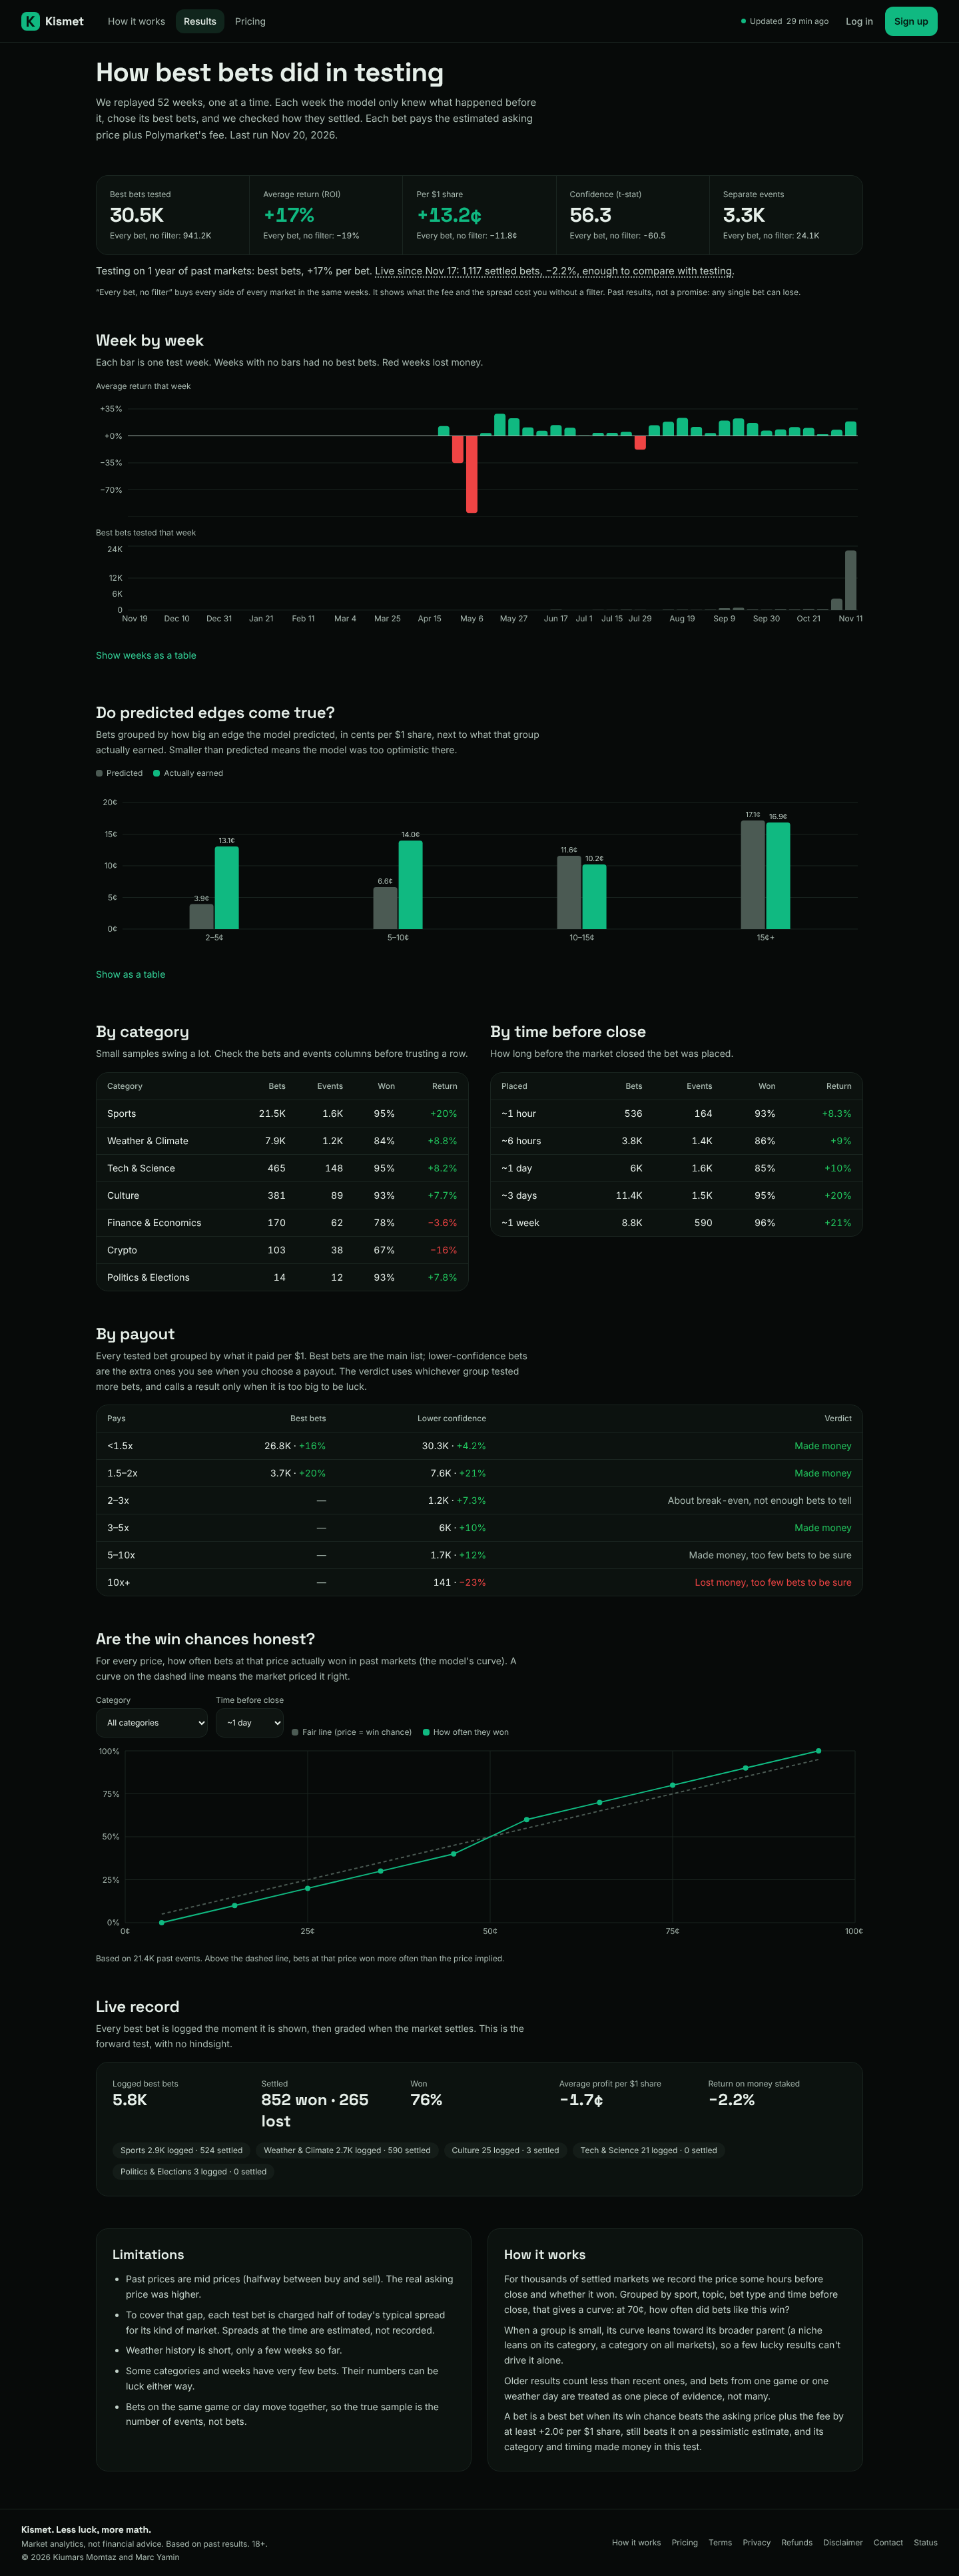 K Kismet
How it works
Results
Pricing
Updated 29 min ago
Log in
Sign up
How best bets did in testing
We replayed 52 weeks, one at a time. Each week the model only knew what happened before
it, chose its best bets, and we checked how they settled. Each bet pays the estimated asking
price plus Polymarket's fee. Last run Nov 20, 2026.
Best bets tested
30.5K
Every bet, no filter: 941.2K
Average return (ROI)
+17%
Every bet, no filter: −19%
Per $1 share
+13.2¢
Every bet, no filter: −11.8¢
Confidence (t-stat)
56.3
Every bet, no filter: -60.5
Separate events
3.3K
Every bet, no filter: 24.1K
Testing on 1 year of past markets: best bets, +17% per bet. Live since Nov 17: 1,117 settled bets, −2.2%, enough to compare with testing.
"Every bet, no filter" buys every side of every market in the same weeks. It shows what the fee and the spread cost you without a filter. Past results, not a promise: any single bet can lose.
Week by week
Each bar is one test week. Weeks with no bars had no best bets. Red weeks lost money.
Average return that week
+35%
+0%
−35%
−70%
Best bets tested that week
24K
12K
6K
0
Nov 19 Dec 10 Dec 31 Jan 21 Feb 11 Mar 4 Mar 25 Apr 15 May 6 May 27 Jun 17 Jul 1 Jul 15 Jul 29 Aug 19 Sep 9 Sep 30 Oct 21 Nov 11
Show weeks as a table
Do predicted edges come true?
Bets grouped by how big an edge the model predicted, in cents per $1 share, next to what that group
actually earned. Smaller than predicted means the model was too optimistic there.
Predicted Actually earned
20¢
15¢
10¢
5¢
0¢
3.9¢ 13.1¢
6.6¢ 14.0¢
11.6¢ 10.2¢
17.1¢ 16.9¢
2–5¢ 5–10¢ 10–15¢ 15¢+
Show as a table
By category
Small samples swing a lot. Check the bets and events columns before trusting a row.
Category Bets Events Won Return
Sports 21.5K 1.6K 95% +20%
Weather & Climate 7.9K 1.2K 84% +8.8%
Tech & Science 465 148 95% +8.2%
Culture 381 89 93% +7.7%
Finance & Economics 170 62 78% −3.6%
Crypto 103 38 67% −16%
Politics & Elections 14 12 93% +7.8%
By time before close
How long before the market closed the bet was placed.
Placed Bets Events Won Return
~1 hour 536 164 93% +8.3%
~6 hours 3.8K 1.4K 86% +9%
~1 day 6K 1.6K 85% +10%
~3 days 11.4K 1.5K 95% +20%
~1 week 8.8K 590 96% +21%
By payout
Every tested bet grouped by what it paid per $1. Best bets are the main list; lower-confidence bets
are the extra ones you see when you choose a payout. The verdict uses whichever group tested
more bets, and calls a result only when it is too big to be luck.
Pays Best bets Lower confidence Verdict
<1.5x 26.8K · +16% 30.3K · +4.2% Made money
1.5–2x 3.7K · +20% 7.6K · +21% Made money
2–3x — 1.2K · +7.3% About break-even, not enough bets to tell
3–5x — 6K · +10% Made money
5–10x — 1.7K · +12% Made money, too few bets to be sure
10x+ — 141 · −23% Lost money, too few bets to be sure
Are the win chances honest?
For every price, how often bets at that price actually won in past markets (the model's curve). A
curve on the dashed line means the market priced it right.
Category
All categories
Time before close
~1 day
Fair line (price = win chance) How often they won
100%
75%
50%
25%
0%
0¢ 25¢ 50¢ 75¢ 100¢
Based on 21.4K past events. Above the dashed line, bets at that price won more often than the price implied.
Live record
Every best bet is logged the moment it is shown, then graded when the market settles. This is the
forward test, with no hindsight.
Logged best bets
5.8K
Settled
852 won · 265
lost
Won
76%
Average profit per $1 share
−1.7¢
Return on money staked
−2.2%
Sports 2.9K logged · 524 settled
Weather & Climate 2.7K logged · 590 settled
Culture 25 logged · 3 settled
Tech & Science 21 logged · 0 settled
Politics & Elections 3 logged · 0 settled
Limitations
• Past prices are mid prices (halfway between buy and sell). The real asking
price was higher.
• To cover that gap, each test bet is charged half of today's typical spread
for its kind of market. Spreads at the time are estimated, not recorded.
• Weather history is short, only a few weeks so far.
• Some categories and weeks have very few bets. Their numbers can be
luck either way.
• Bets on the same game or day move together, so the true sample is the
number of events, not bets.
How it works
For thousands of settled markets we record the price some hours before
close and whether it won. Grouped by sport, topic, bet type and time before
close, that gives a curve: at 70¢, how often did bets like this win?
When a group is small, its curve leans toward its broader parent (a niche
leans on its category, a category on all markets), so a few lucky results can't
drive it alone.
Older results count less than recent ones, and bets from one game or one
weather day are treated as one piece of evidence, not many.
A bet is a best bet when its win chance beats the asking price plus the fee by
at least +2.0¢ per $1 share, still beats it on a pessimistic estimate, and its
category and timing made money in this test.
Kismet. Less luck, more math.
Market analytics, not financial advice. Based on past results. 18+.
© 2026 Kiumars Momtaz and Marc Yamin
How it works Pricing Terms Privacy Refunds Disclaimer Contact Status